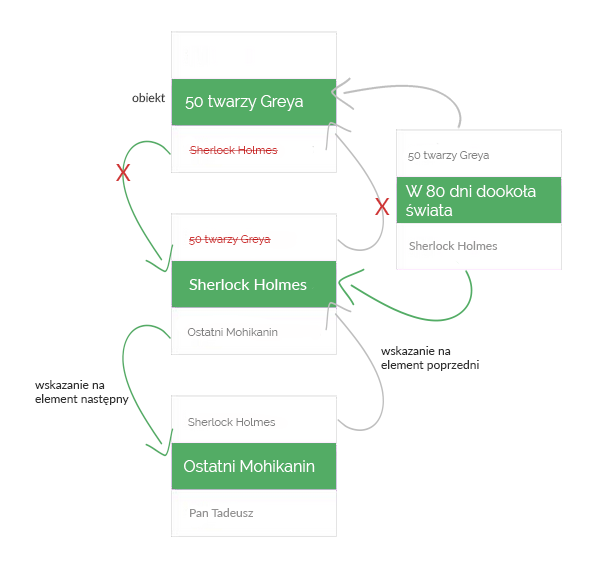 obiekt
50 twarzy Greya
Sherlock Holmes
X
50 twarzy Greya
Sherlock Holmes
Ostatni Mohikanin
wskazanie na
element następny
Sherlock Holmes
Ostatni Mohikanin
Pan Tadeusz
50 twarzy Greya
W 80 dni dookoła
świata
Sherlock Holmes
X
wskazanie na
element poprzedni